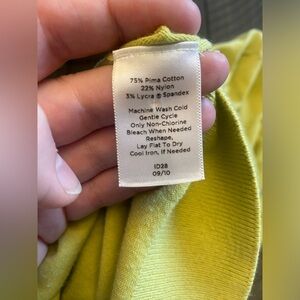 75% Pima Cotton
22% Nylon
3% Lycra ® Spandex
Machine Wash Cold
Gentle Cycle
Only Non-Chlorine
Bleach When Needed
Reshape,
Lay Flat To Dry
Cool Iron, If Needed
ID28
09/10